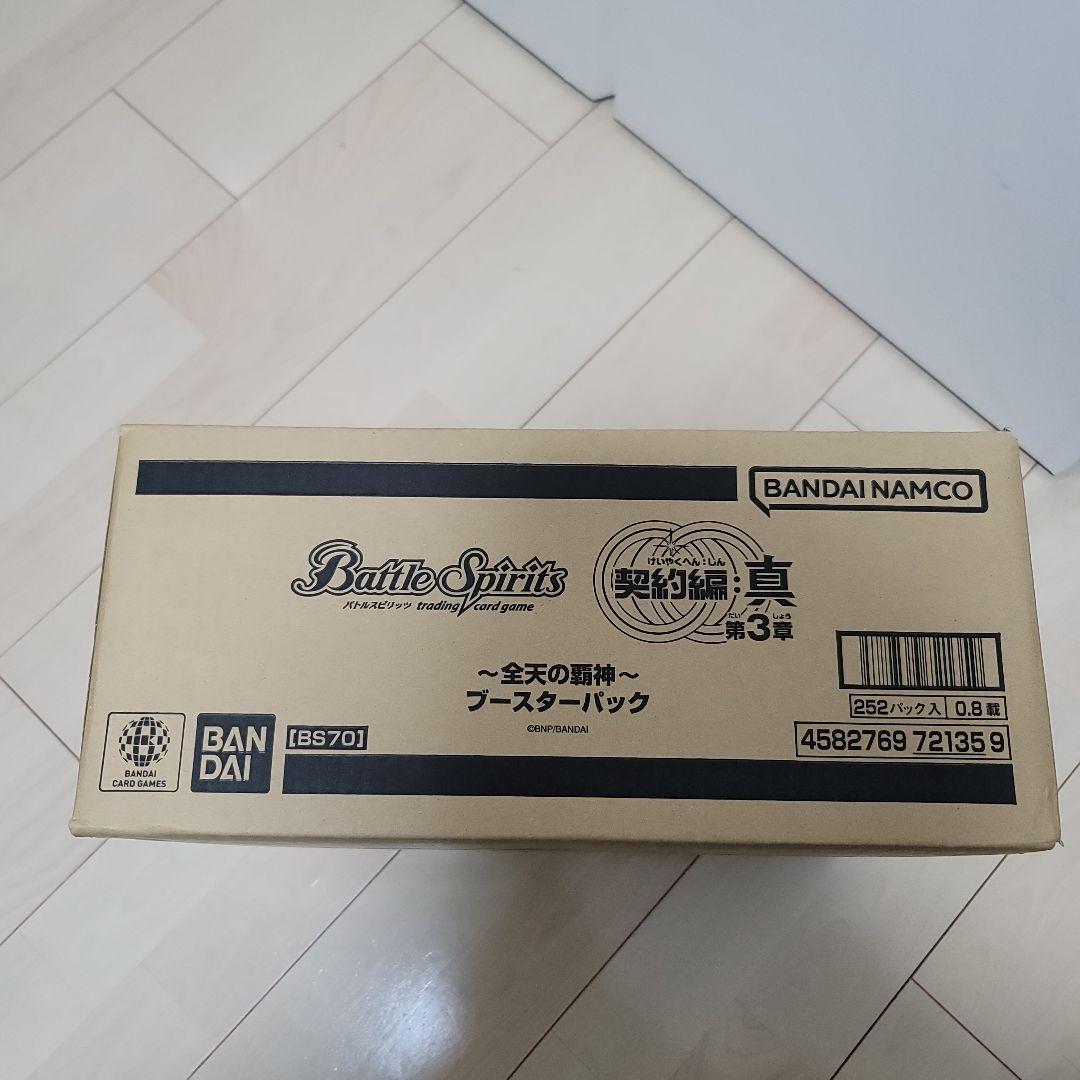 BANDAI NAMCO
Battle Spirits
バトルスピリッツ trading card game
けいやくへん:しん
契約編:真
だい しょう
第3章
～全天の覇神～
ブースターパック
©BNP/BANDAI
252パック入 0.8載
4582769 72135 9
BANDAI
CARD GAMES
BAN
DAI
[BS70]